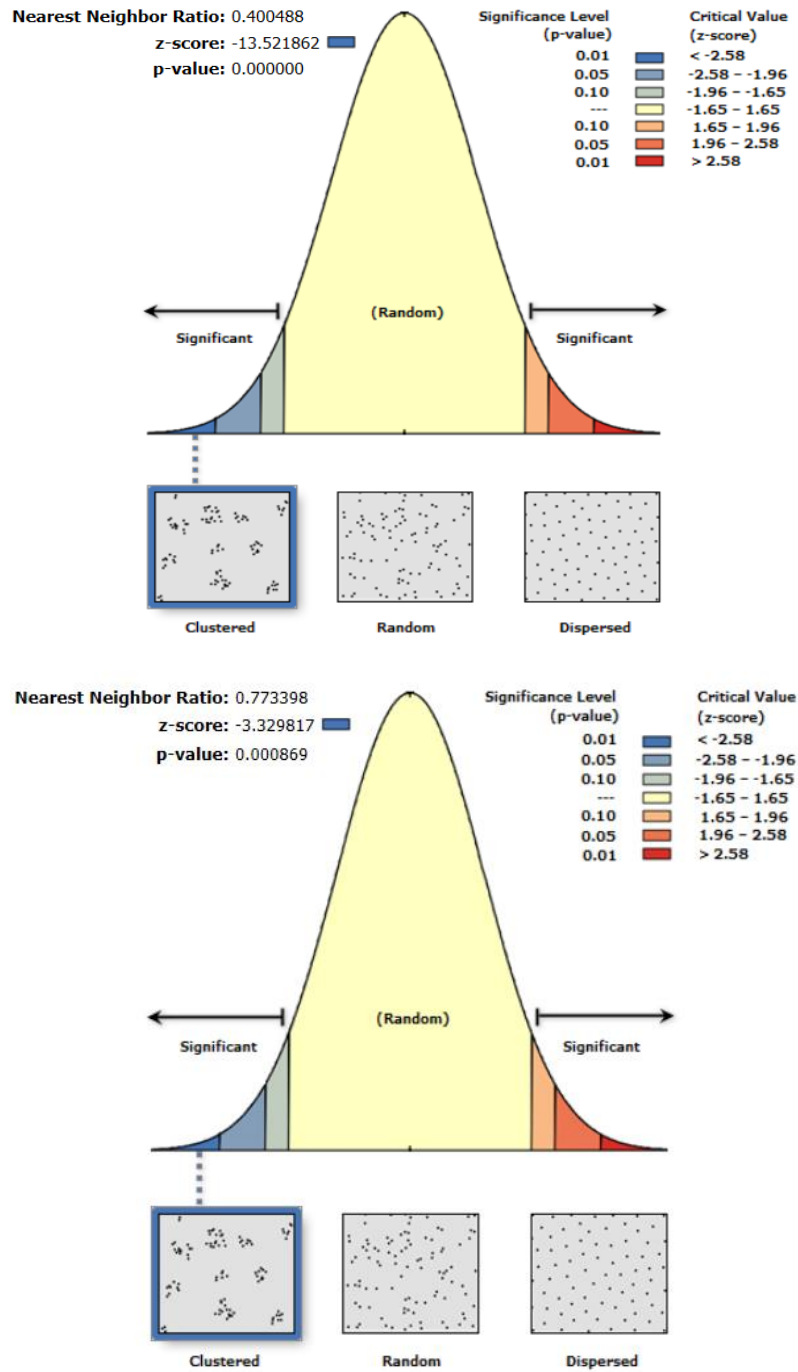 Nearest Neighbor Ratio: 0.400488
z-score: -13.521862
p-value: 0.000000
Significance Level (p-value)
Critical Value (z-score)
0.01 < -2.58
0.05 -2.58 – -1.96
0.10 -1.96 – -1.65
--- -1.65 – 1.65
0.10 1.65 – 1.96
0.05 1.96 – 2.58
0.01 > 2.58
(Random)
Significant
Significant
Clustered
Random
Dispersed
Nearest Neighbor Ratio: 0.773398
z-score: -3.329817
p-value: 0.000869
Significance Level (p-value)
Critical Value (z-score)
0.01 < -2.58
0.05 -2.58 – -1.96
0.10 -1.96 – -1.65
--- -1.65 – 1.65
0.10 1.65 – 1.96
0.05 1.96 – 2.58
0.01 > 2.58
(Random)
Significant
Significant
Clustered
Random
Dispersed